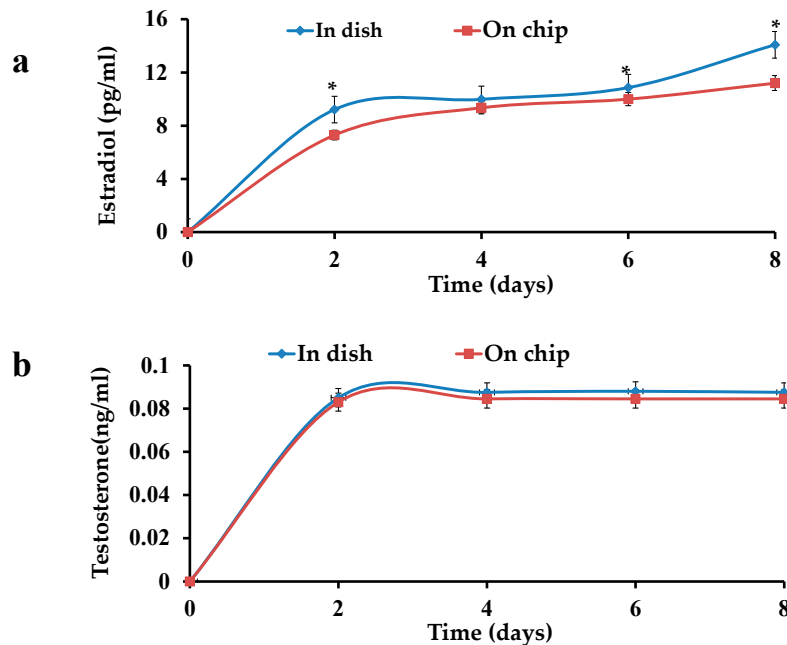 a
In dish On chip
Estradiol (pg/ml)
16
12
8
4
0
* * *
0 2 4 6 8
Time (days)
b
In dish On chip
Testosterone(ng/ml)
0.1
0.08
0.06
0.04
0.02
0
0 2 4 6 8
Time (days)